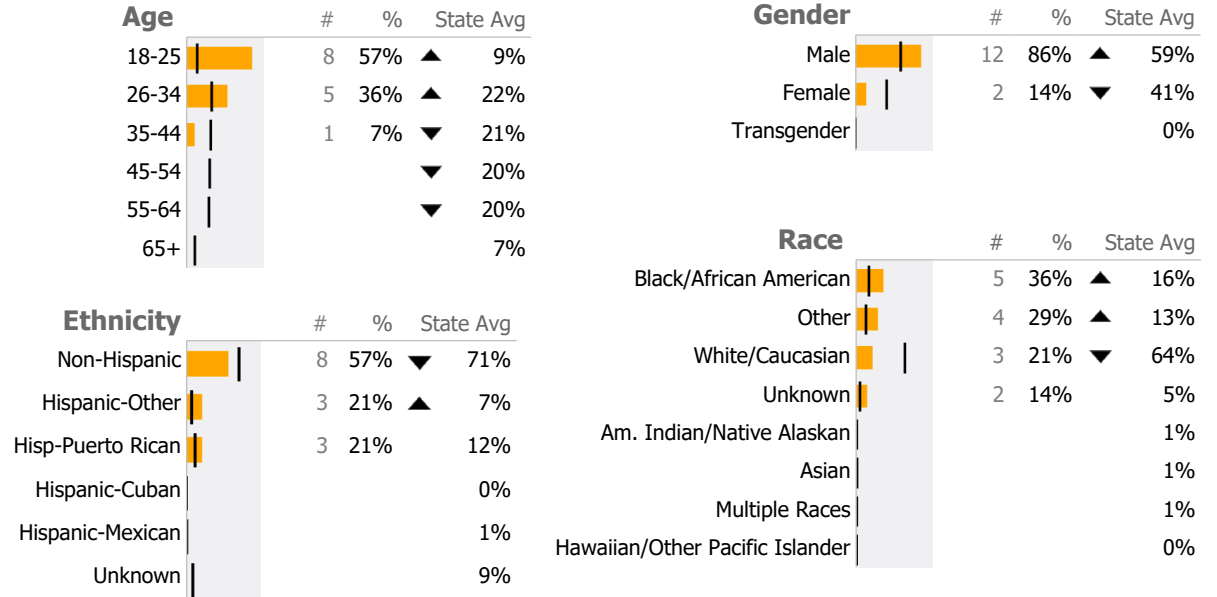 Age # % State Avg
18-25 8 57% ▲ 9%
26-34 5 36% ▲ 22%
35-44 1 7% ▼ 21%
45-54 ▼ 20%
55-64 ▼ 20%
65+ 7%
Ethnicity # % State Avg
Non-Hispanic 8 57% ▼ 71%
Hispanic-Other 3 21% ▲ 7%
Hisp-Puerto Rican 3 21% 12%
Hispanic-Cuban 0%
Hispanic-Mexican 1%
Unknown 9%
Gender # % State Avg
Male 12 86% ▲ 59%
Female 2 14% ▼ 41%
Transgender 0%
Race # % State Avg
Black/African American 5 36% ▲ 16%
Other 4 29% ▲ 13%
White/Caucasian 3 21% ▼ 64%
Unknown 2 14% 5%
Am. Indian/Native Alaskan 1%
Asian 1%
Multiple Races 1%
Hawaiian/Other Pacific Islander 0%